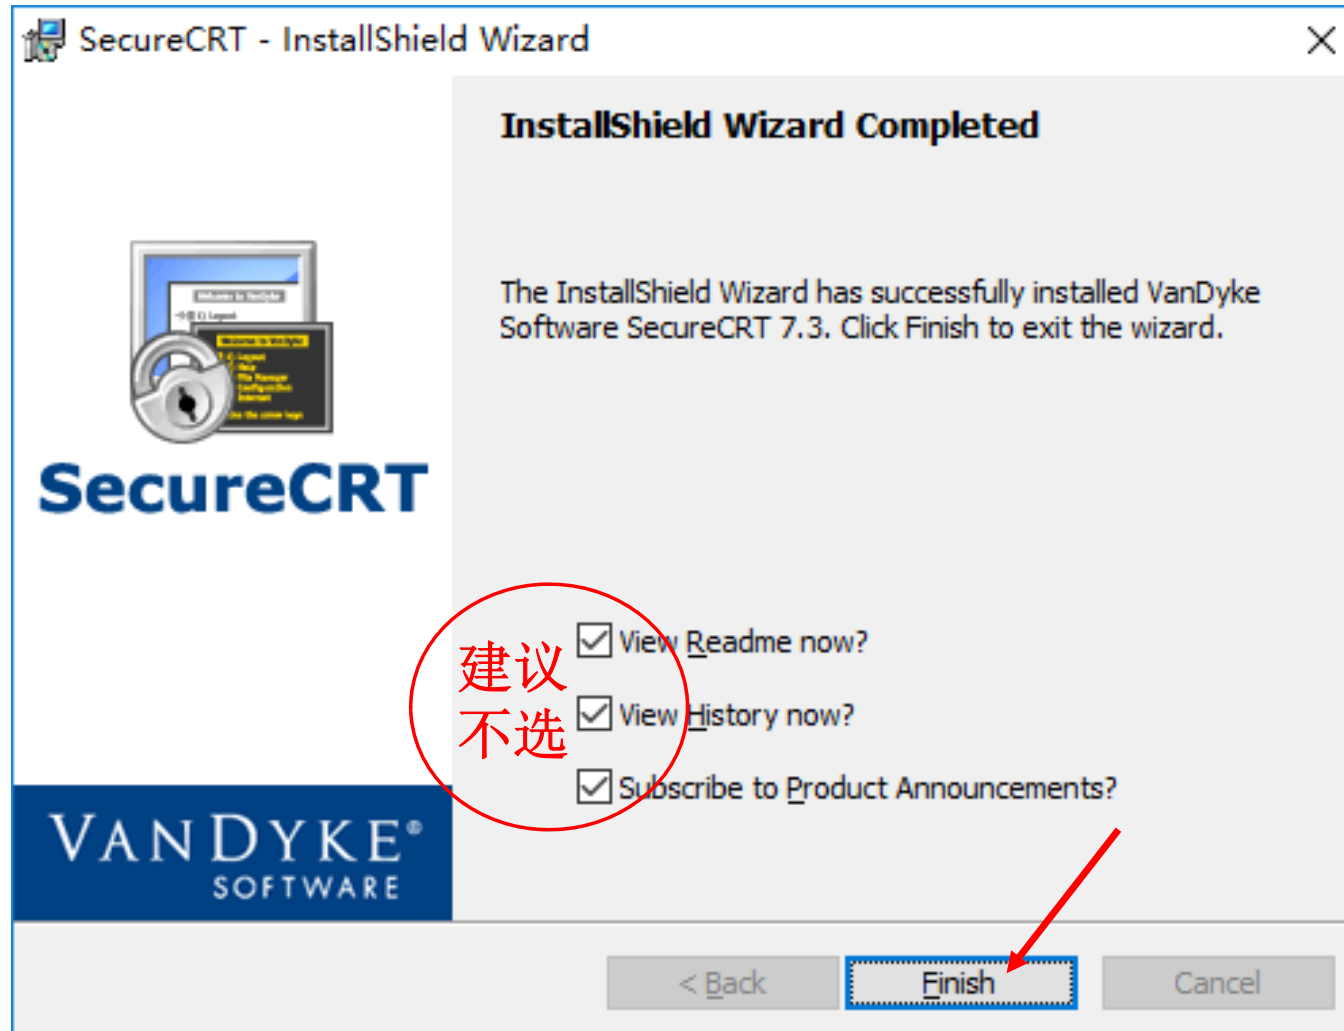 SecureCRT - InstallShield Wizard
InstallShield Wizard Completed
The InstallShield Wizard has successfully installed VanDyke
Software SecureCRT 7.3. Click Finish to exit the wizard.
SecureCRT
建议
不选
View Readme now?
View History now?
Subscribe to Product Announcements?
VANDYKE®
SOFTWARE
< Back
Finish
Cancel